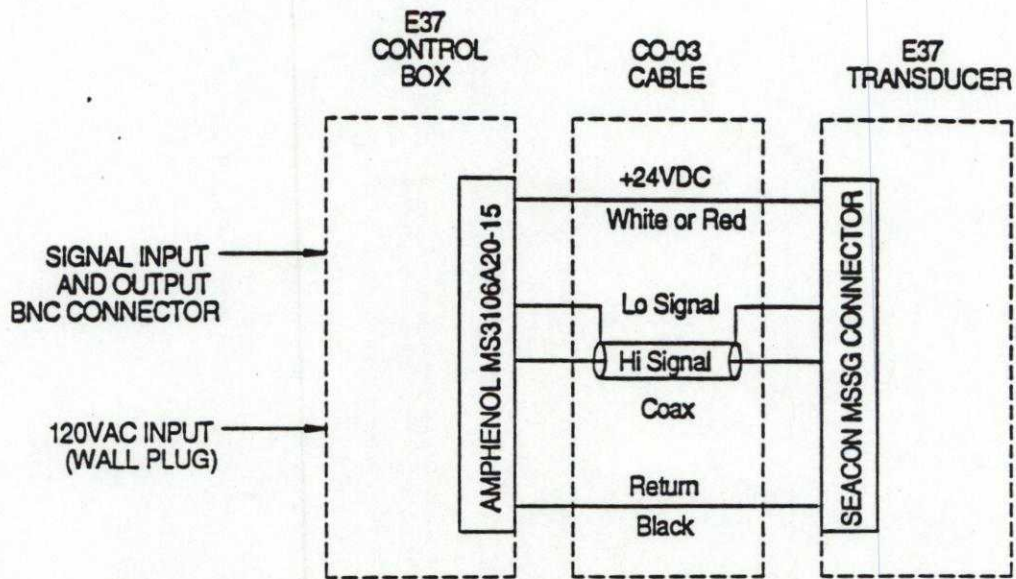 E37
CONTROL
BOX
CO-03
CABLE
E37
TRANSDUCER
SIGNAL INPUT
AND OUTPUT
BNC CONNECTOR
120VAC INPUT
(WALL PLUG)
AMPHENOL MS3106A20-15
+24VDC
White or Red
Lo Signal
Hi Signal
Coax
Return
Black
SEACON MSSG CONNECTOR